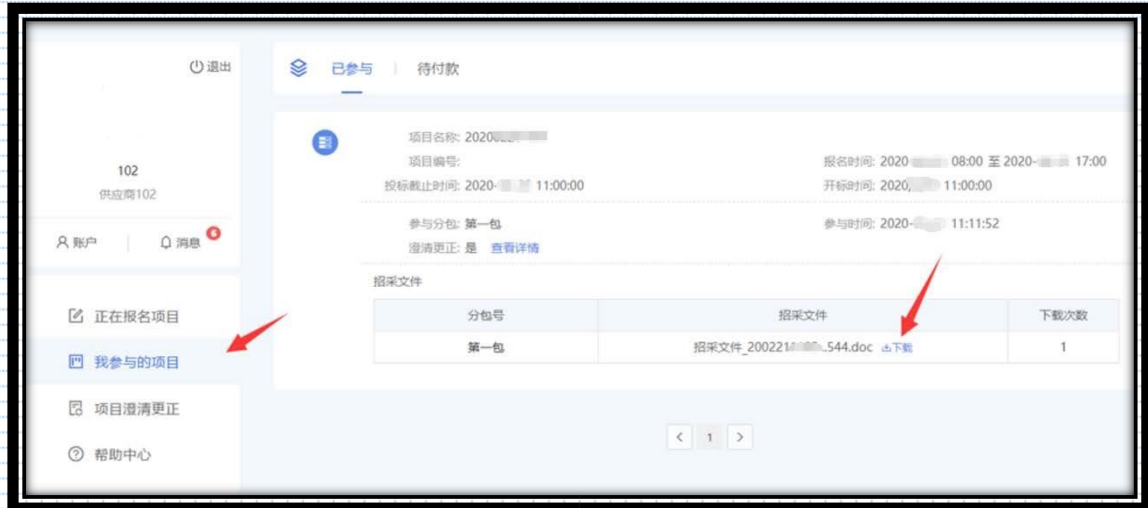 退出
102
供应商102
账户
消息 6
正在报名项目
我参与的项目
项目澄清更正
帮助中心
已参与 待付款
项目名称: 20200221
项目编号:
报名时间: 2020 08:00 至 2020- 17:00
投标截止时间: 2020- 11:00:00
开标时间: 2020 11:00:00
参与分包: 第一包
参与时间: 2020- 11:11:52
澄清更正: 是 查看详情
招采文件
分包号 招采文件 下载次数
第一包 招采文件_20022 544.doc 下载 1
< 1 >